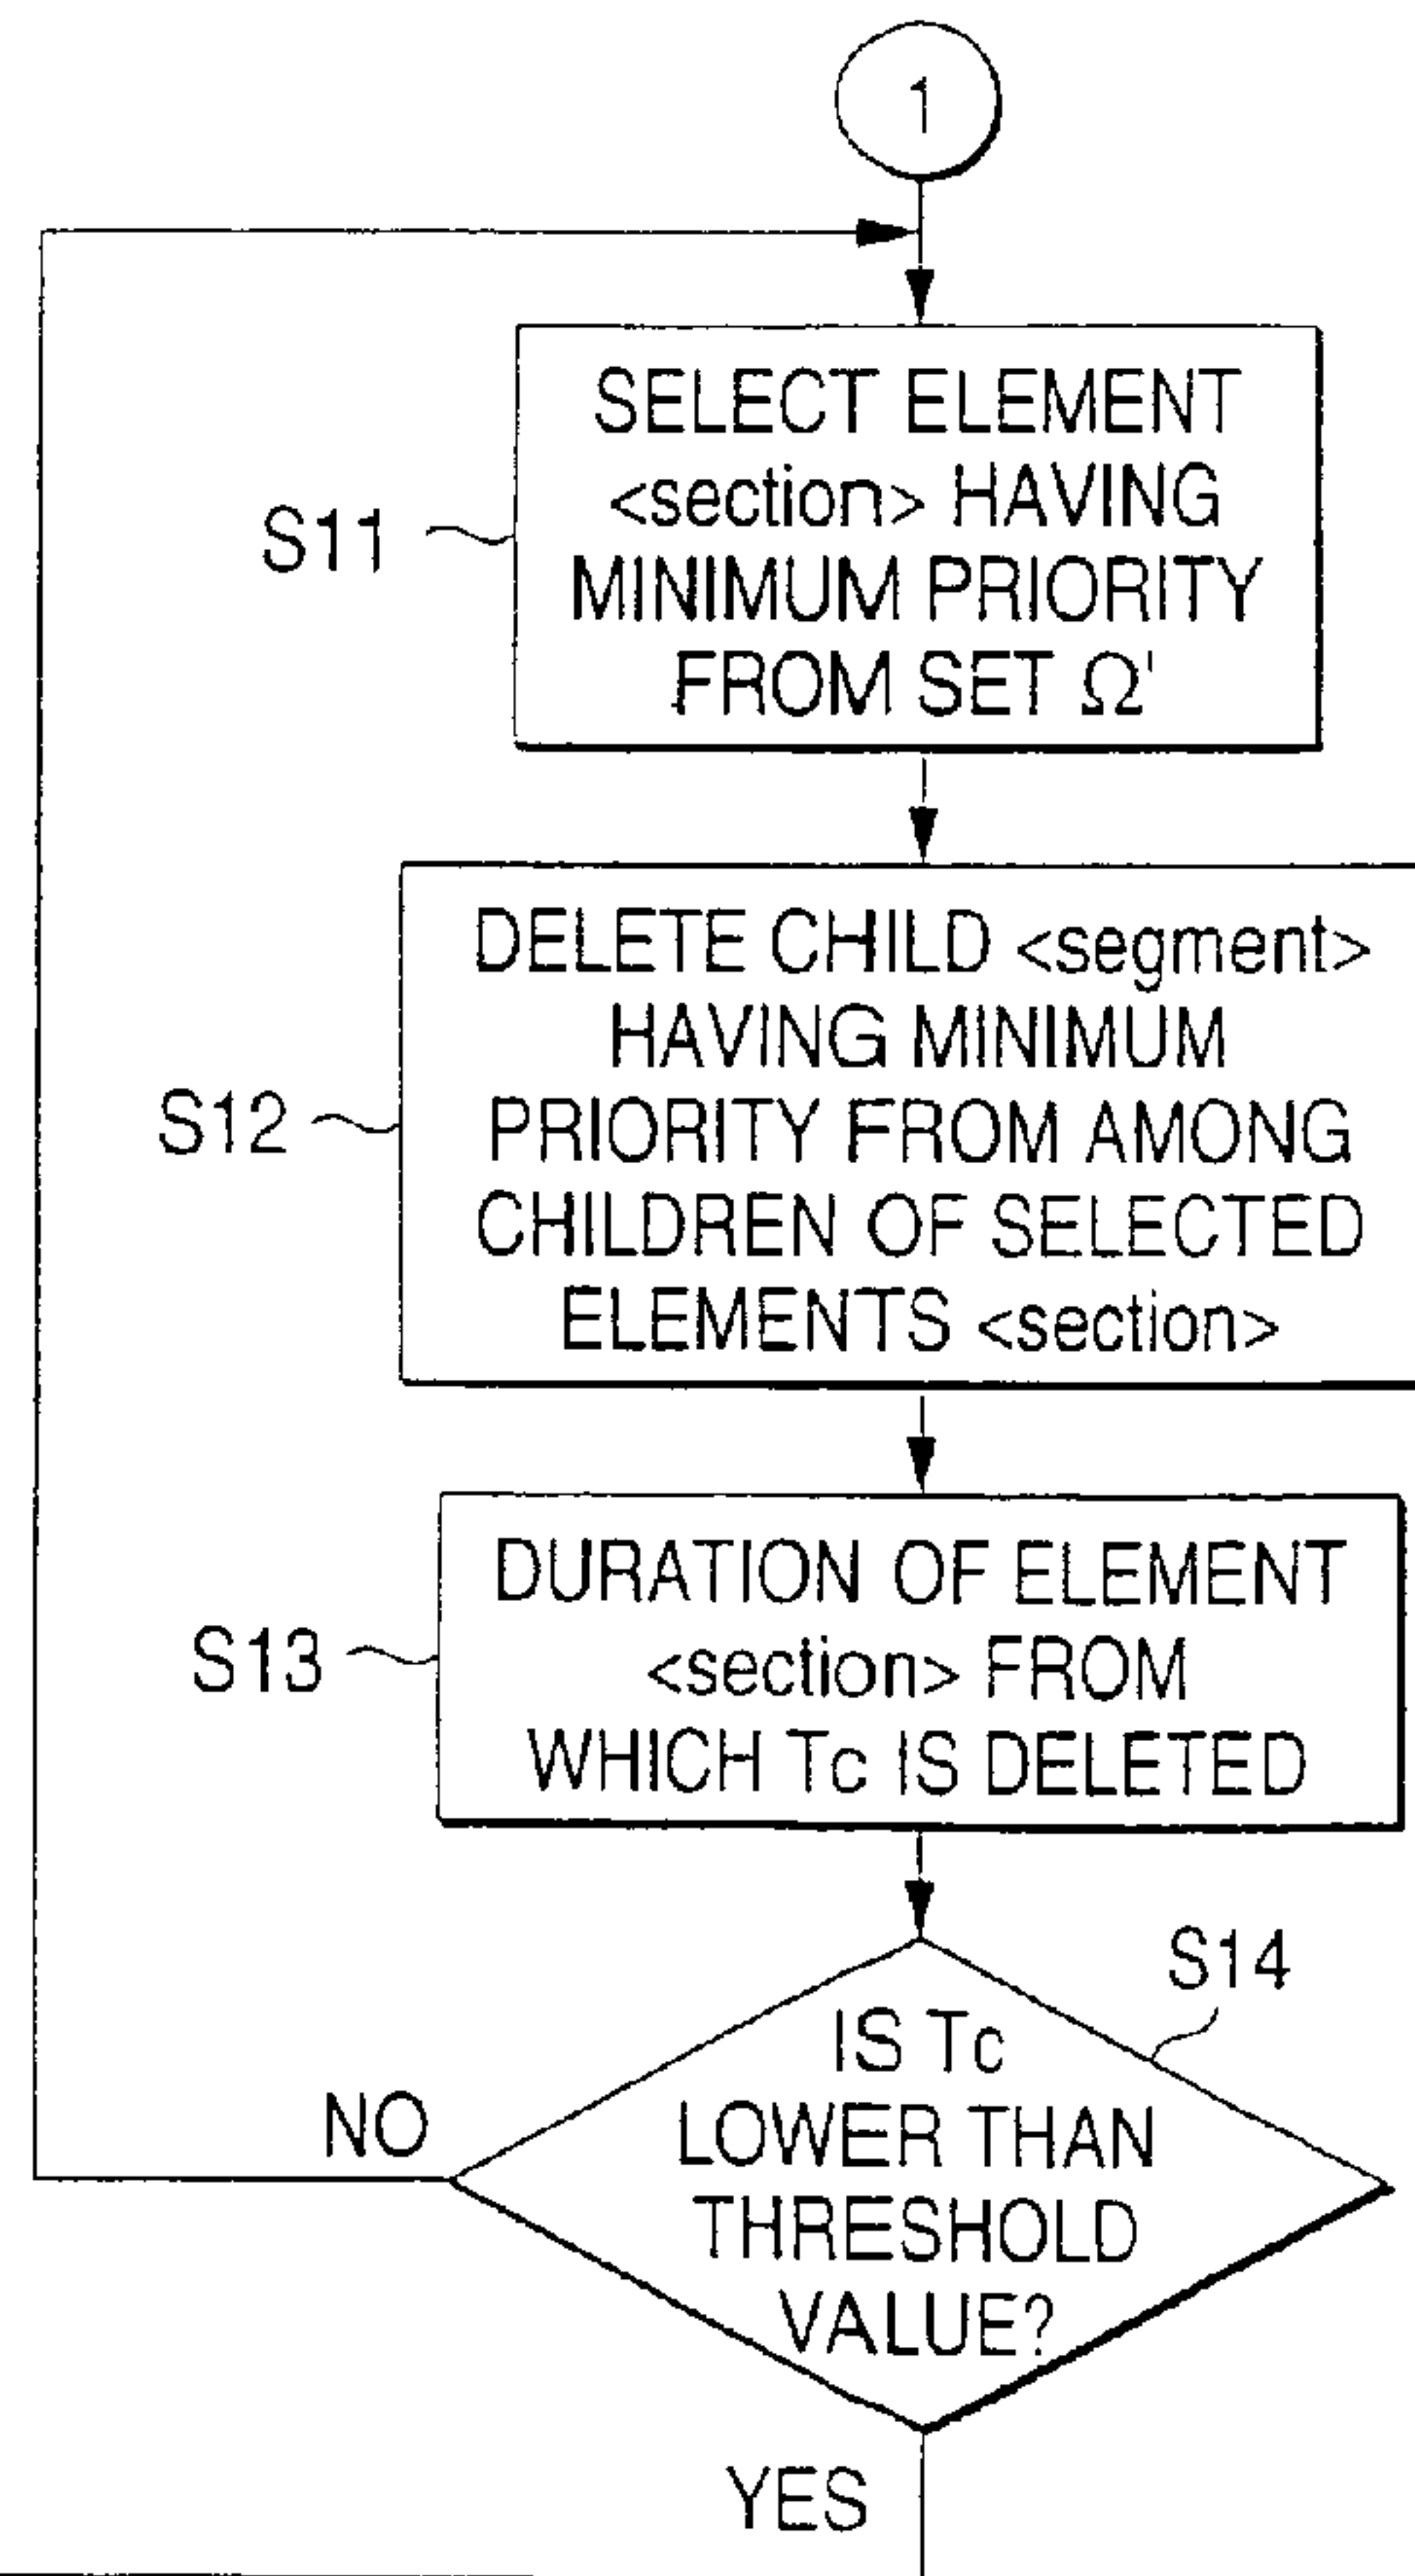 1
SELECT ELEMENT
<section> HAVING
MINIMUM PRIORITY
FROM SET Ω'
S11
DELETE CHILD <segment>
HAVING MINIMUM
PRIORITY FROM AMONG
CHILDREN OF SELECTED
ELEMENTS <section>
S12
DURATION OF ELEMENT
<section> FROM
WHICH Tc IS DELETED
S13
S14
IS Tc
LOWER THAN
THRESHOLD
VALUE?
NO
YES